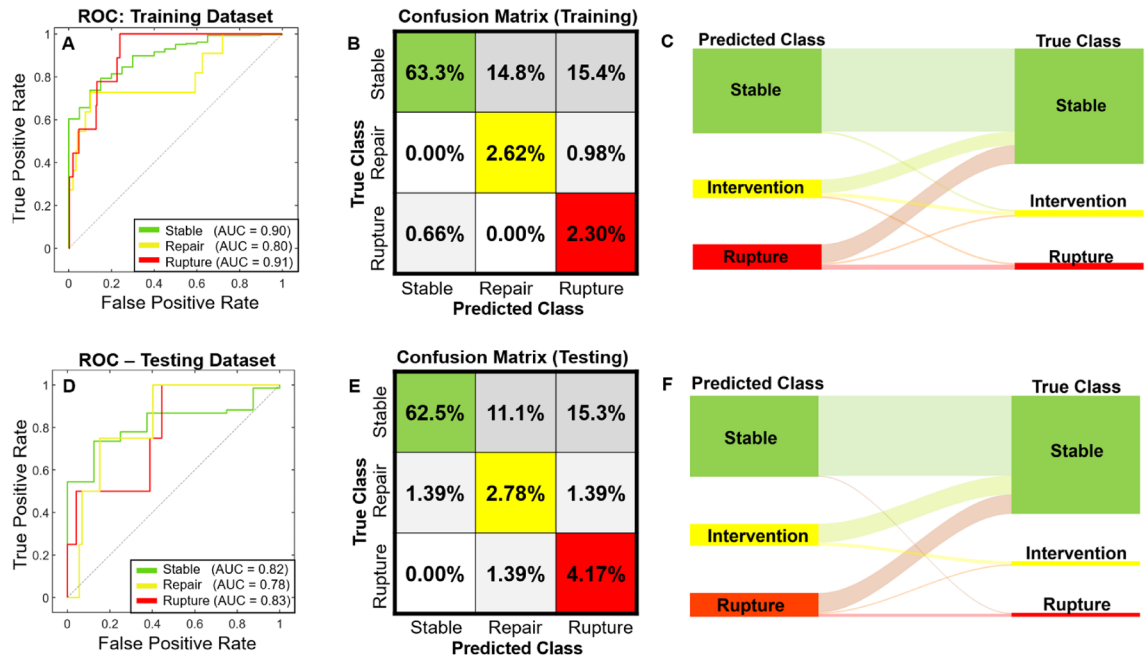 ROC: Training Dataset
A
True Positive Rate
1
0.8
0.6
0.4
0.2
0
0 0.2 0.4 0.6 0.8 1
False Positive Rate
Stable (AUC = 0.90)
Repair (AUC = 0.80)
Rupture (AUC = 0.91)
Confusion Matrix (Training)
B
True Class
Stable
Repair
Rupture
63.3% 14.8% 15.4%
0.00% 2.62% 0.98%
0.66% 0.00% 2.30%
Stable Repair Rupture
Predicted Class
C
Predicted Class
True Class
Stable
Stable
Intervention
Intervention
Rupture
Rupture
ROC – Testing Dataset
D
True Positive Rate
1
0.8
0.6
0.4
0.2
0
0 0.2 0.4 0.6 0.8 1
False Positive Rate
Stable (AUC = 0.82)
Repair (AUC = 0.78)
Rupture (AUC = 0.83)
Confusion Matrix (Testing)
E
True Class
Stable
Repair
Rupture
62.5% 11.1% 15.3%
1.39% 2.78% 1.39%
0.00% 1.39% 4.17%
Stable Repair Rupture
Predicted Class
F
Predicted Class
True Class
Stable
Stable
Intervention
Intervention
Rupture
Rupture